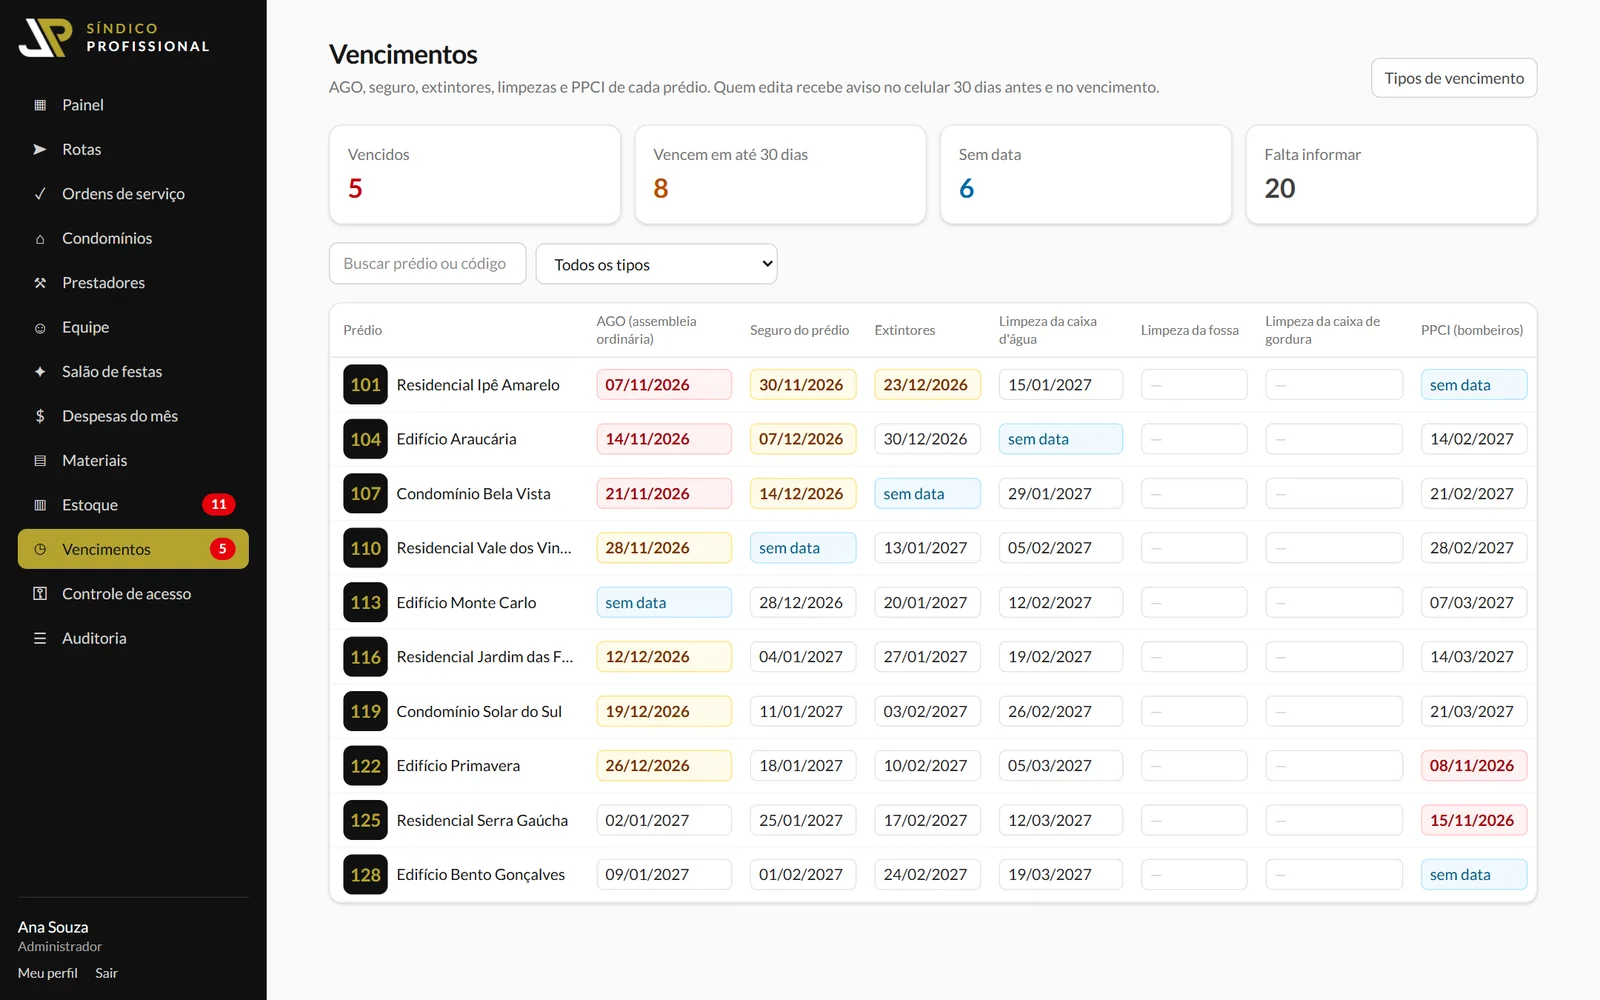 SÍNDICO
PROFISSIONAL
Painel
Rotas
Ordens de serviço
Condomínios
Prestadores
Equipe
Salão de festas
Despesas do mês
Materiais
Estoque 11
Vencimentos 5
Controle de acesso
Auditoria
Ana Souza
Administrador
Meu perfil Sair
Vencimentos
AGO, seguro, extintores, limpezas e PPCI de cada prédio. Quem edita recebe aviso no celular 30 dias antes e no vencimento.
Tipos de vencimento
Vencidos
5
Vencem em até 30 dias
8
Sem data
6
Falta informar
20
Buscar prédio ou código
Todos os tipos
Prédio
AGO (assembleia
ordinária)
Seguro do prédio
Extintores
Limpeza da caixa
d'água
Limpeza da fossa
Limpeza da caixa de
gordura
PPCI (bombeiros)
101 Residencial Ipê Amarelo 07/11/2026 30/11/2026 23/12/2026 15/01/2027 — — sem data
104 Edifício Araucária 14/11/2026 07/12/2026 30/12/2026 sem data — — 14/02/2027
107 Condomínio Bela Vista 21/11/2026 14/12/2026 sem data 29/01/2027 — — 21/02/2027
110 Residencial Vale dos Vin... 28/11/2026 sem data 13/01/2027 05/02/2027 — — 28/02/2027
113 Edifício Monte Carlo sem data 28/12/2026 20/01/2027 12/02/2027 — — 07/03/2027
116 Residencial Jardim das F... 12/12/2026 04/01/2027 27/01/2027 19/02/2027 — — 14/03/2027
119 Condomínio Solar do Sul 19/12/2026 11/01/2027 03/02/2027 26/02/2027 — — 21/03/2027
122 Edifício Primavera 26/12/2026 18/01/2027 10/02/2027 05/03/2027 — — 08/11/2026
125 Residencial Serra Gaúcha 02/01/2027 25/01/2027 17/02/2027 12/03/2027 — — 15/11/2026
128 Edifício Bento Gonçalves 09/01/2027 01/02/2027 24/02/2027 19/03/2027 — — sem data